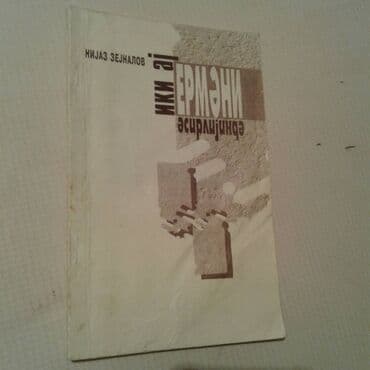 НИЈАЗ ЗЕЈНАЛОВ
ики ај
ЕРМӘНИ
әсирлијиндә